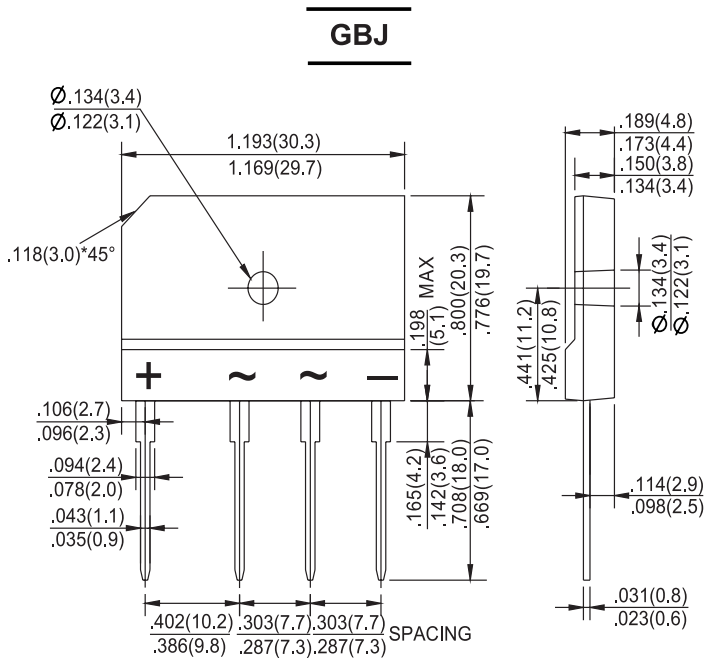 GBJ
Ø.134(3.4)
Ø.122(3.1)
1.193(30.3)
1.169(29.7)
.189(4.8)
.173(4.4)
.150(3.8)
.134(3.4)
.118(3.0)*45°
.198 MAX
(5.1)
.800(20.3)
.776(19.7)
.441(11.2)
.425(10.8)
Ø.134(3.4)
Ø.122(3.1)
+ ~ ~ −
.106(2.7)
.096(2.3)
.094(2.4)
.078(2.0)
.043(1.1)
.035(0.9)
.165(4.2)
.142(3.6)
.708(18.0)
.669(17.0)
.114(2.9)
.098(2.5)
.031(0.8)
.023(0.6)
.402(10.2) .303(7.7) .303(7.7) SPACING
.386(9.8) .287(7.3) .287(7.3)